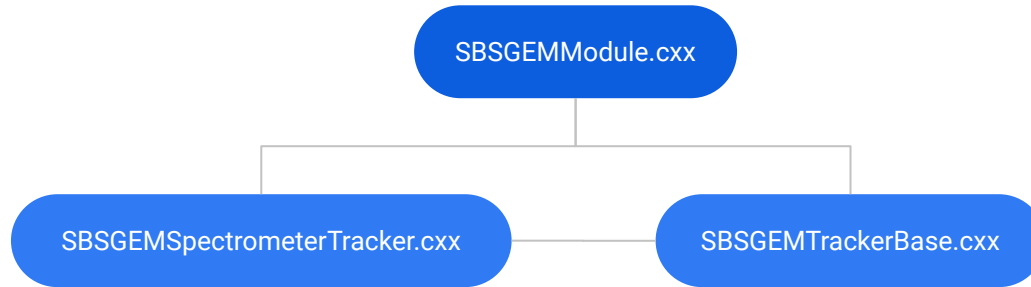 SBSGEMModule.cxx
SBSGEMSpectrometerTracker.cxx
SBSGEMTrackerBase.cxx